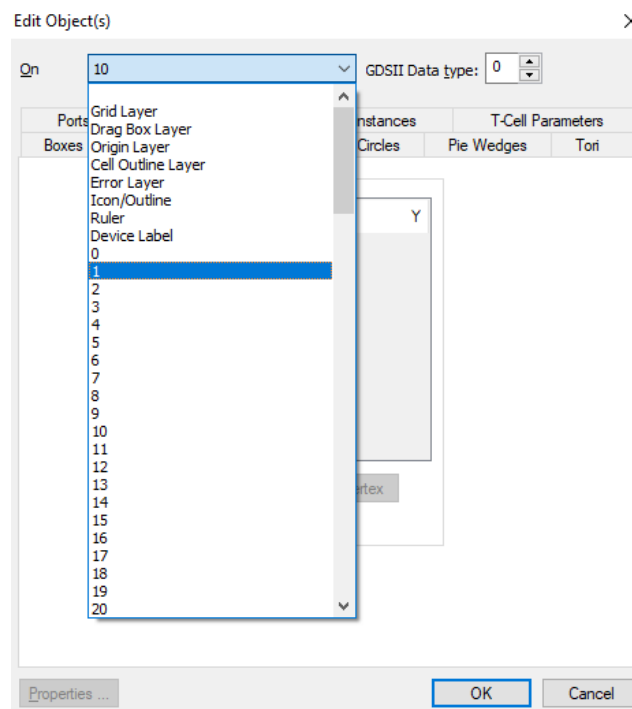 Edit Object(s)
On 10 GDSII Data type: 0
Ports nstances T-Cell Parameters
Boxes Circles Pie Wedges Tori
Grid Layer
Drag Box Layer
Origin Layer
Cell Outline Layer
Error Layer
Icon/Outline
Ruler
Device Label
0
1
2
3
4
5
6
7
8
9
10
11
12
13
14
15
16
17
18
19
20
Y
rtex
Properties ... OK Cancel